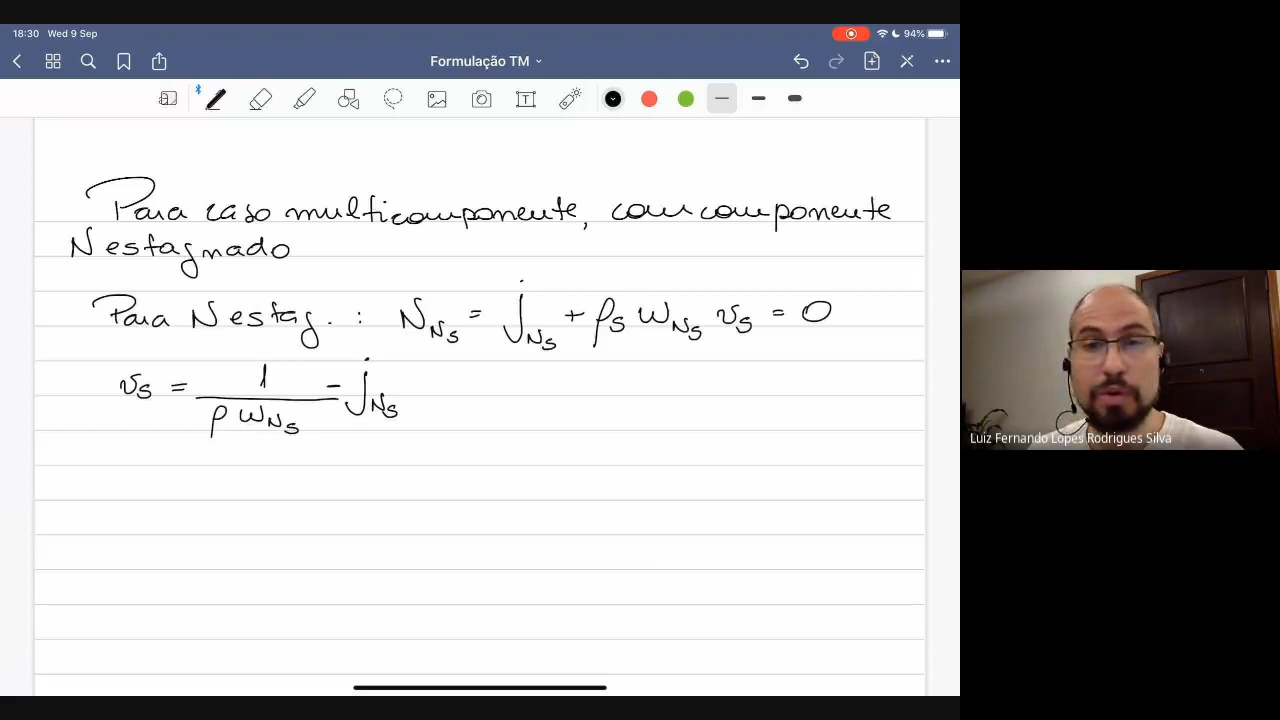 18:30 Wed 9 Sep 94%
Formulação TM
Para caso multicomponente, com componente
N estagnado
Para N estag. : N_{N_S} = j_{N_S} + ρ_S ω_{N_S} v_S = 0
v_S = 1/(ρ ω_{N_S}) - j_{N_S}
Luiz Fernando Lopes Rodrigues Silva